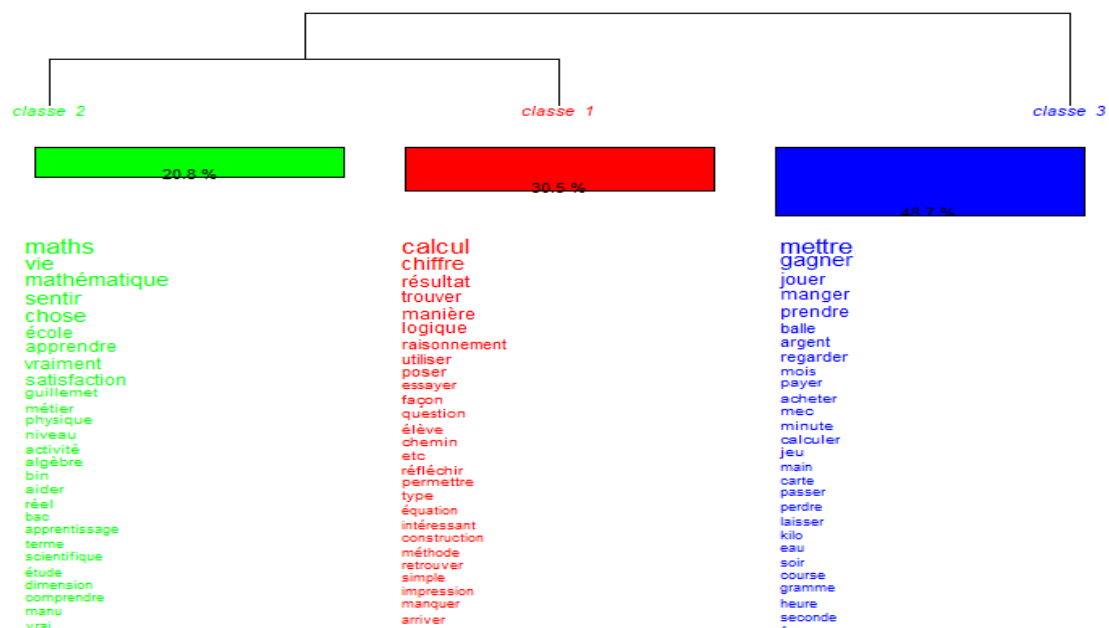 classe 2
classe 1
classe 3
20.8 %
30.5 %
48.7 %
maths
vie
mathématique
sentir
chose
école
apprendre
vraiment
satisfaction
guillemet
métier
physique
niveau
activité
algèbre
bin
aider
réel
bac
apprentissage
terme
scientifique
étude
dimension
comprendre
manu
vrai
calcul
chiffre
résultat
trouver
manière
logique
raisonnement
utiliser
poser
essayer
façon
question
élève
chemin
etc
réfléchir
permettre
type
équation
intéressant
construction
méthode
retrouver
simple
impression
manquer
arriver
mettre
gagner
jouer
manger
prendre
balle
argent
regarder
mois
payer
acheter
mec
minute
calculer
jeu
main
carte
passer
perdre
laisser
kilo
eau
soir
course
gramme
heure
seconde